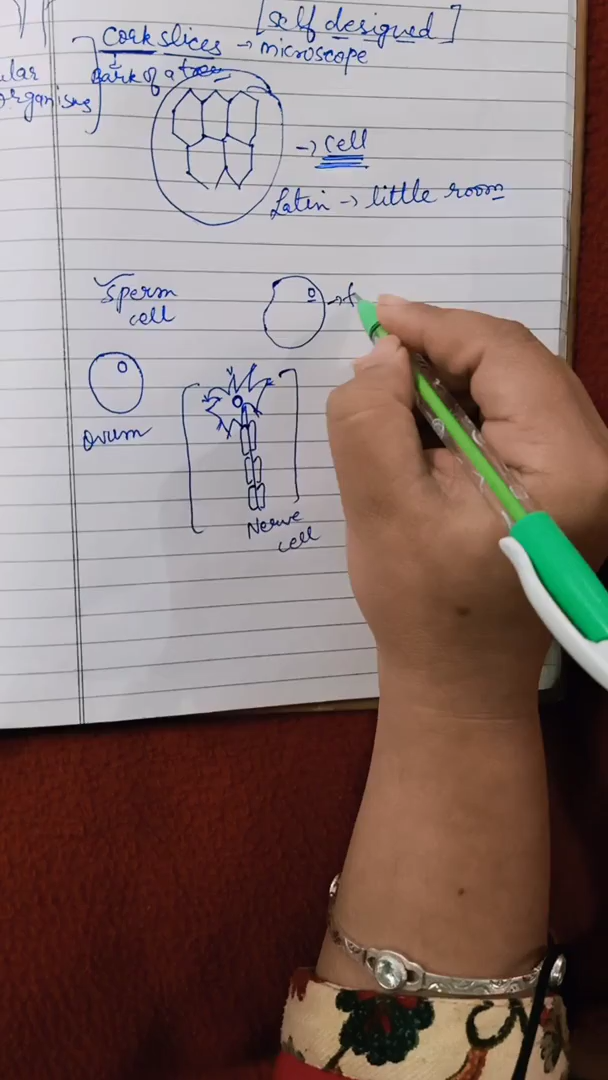 [self designed]
cork slices → microscope
Bark of a tree
ular
organisms
→ cell
Latin → little room
Sperm
cell
→ f
Ovum
Nerve
cell